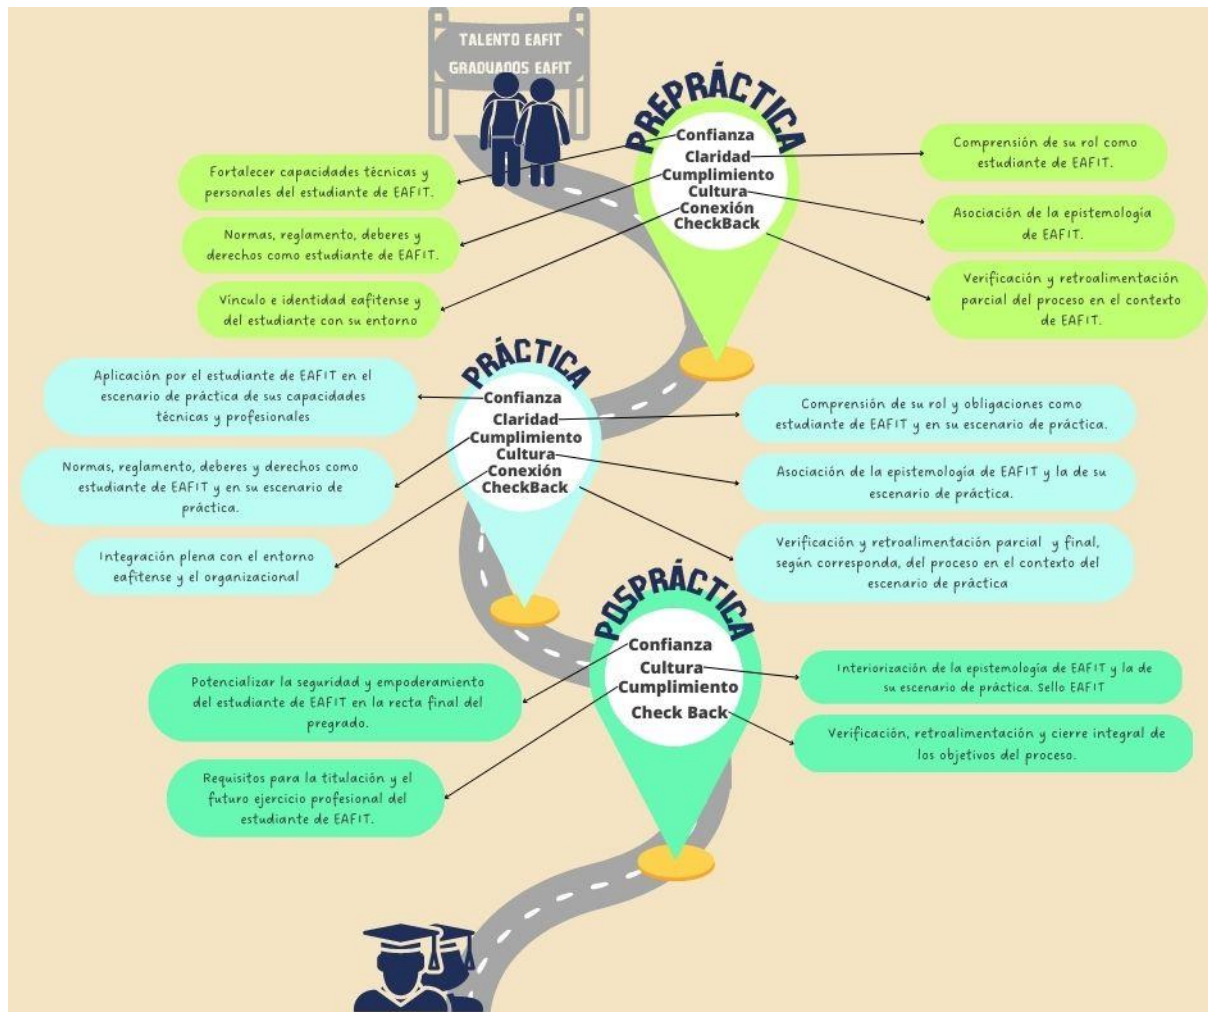 TALENTO EAFIT
GRADUADOS EAFIT
PREPRÁCTICA
Confianza
Claridad
Cumplimiento
Cultura
Conexión
CheckBack
Fortalecer capacidades técnicas y
personales del estudiante de EAFIT.
Normas, reglamento, deberes y
derechos como estudiante de EAFIT.
Vínculo e identidad eafitense y
del estudiante con su entorno
Comprensión de su rol como
estudiante de EAFIT.
Asociación de la epistemología
de EAFIT.
Verificación y retroalimentación
parcial del proceso en el contexto
de EAFIT.
PRÁCTICA
Confianza
Claridad
Cumplimiento
Cultura
Conexión
CheckBack
Aplicación por el estudiante de EAFIT en el
escenario de práctica de sus capacidades
técnicas y profesionales
Normas, reglamento, deberes y derechos como
estudiante de EAFIT y en su escenario de
práctica.
Integración plena con el entorno
eafitense y el organizacional
Comprensión de su rol y obligaciones como
estudiante de EAFIT y en su escenario de práctica.
Asociación de la epistemología de EAFIT y la de su
escenario de práctica.
Verificación y retroalimentación parcial y final,
según corresponda, del proceso en el contexto del
escenario de práctica
POSPRÁCTICA
Confianza
Cultura
Cumplimiento
Check Back
Potencializar la seguridad y empoderamiento
del estudiante de EAFIT en la recta final del
pregrado.
Requisitos para la titulación y el
futuro ejercicio profesional del
estudiante de EAFIT.
Interiorización de la epistemología de EAFIT y la de
su escenario de práctica. Sello EAFIT
Verificación, retroalimentación y cierre integral de
los objetivos del proceso.